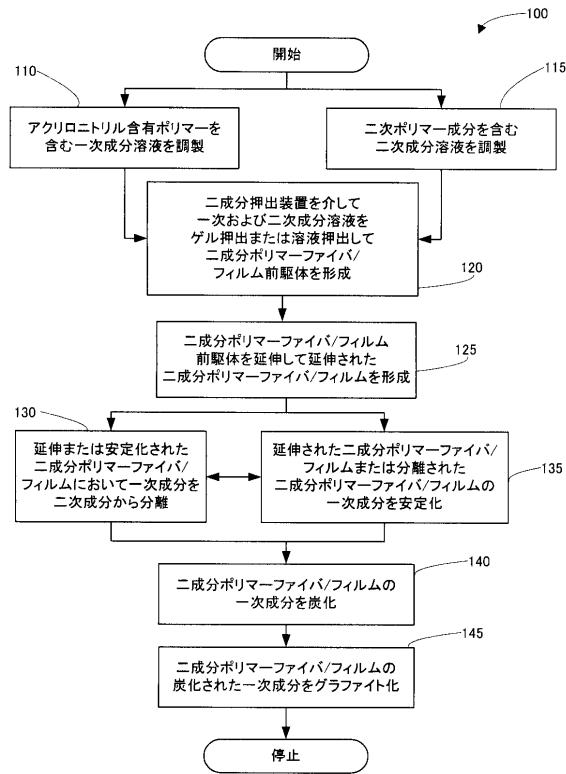 100
開始
110
115
アクリロニトリル含有ポリマーを
含む一次成分溶液を調製
二次ポリマー成分を含む
二次成分溶液を調製
二成分押出装置を介して
一次および二次成分溶液を
ゲル押出または溶液押出して
二成分ポリマーファイバ/
フィルム前駆体を形成
120
二成分ポリマーファイバ/フィルム
前駆体を延伸して延伸された
二成分ポリマーファイバ/フィルムを形成
125
130
延伸または安定化された
二成分ポリマーファイバ/
フィルムにおいて一次成分を
二次成分から分離
延伸された二成分ポリマーファイバ/
フィルムまたは分離された
二成分ポリマーファイバ/フィルムの
一次成分を安定化
135
二成分ポリマーファイバ/フィルムの
一次成分を炭化
140
145
二成分ポリマーファイバ/フィルムの
炭化された一次成分をグラファイト化
停止